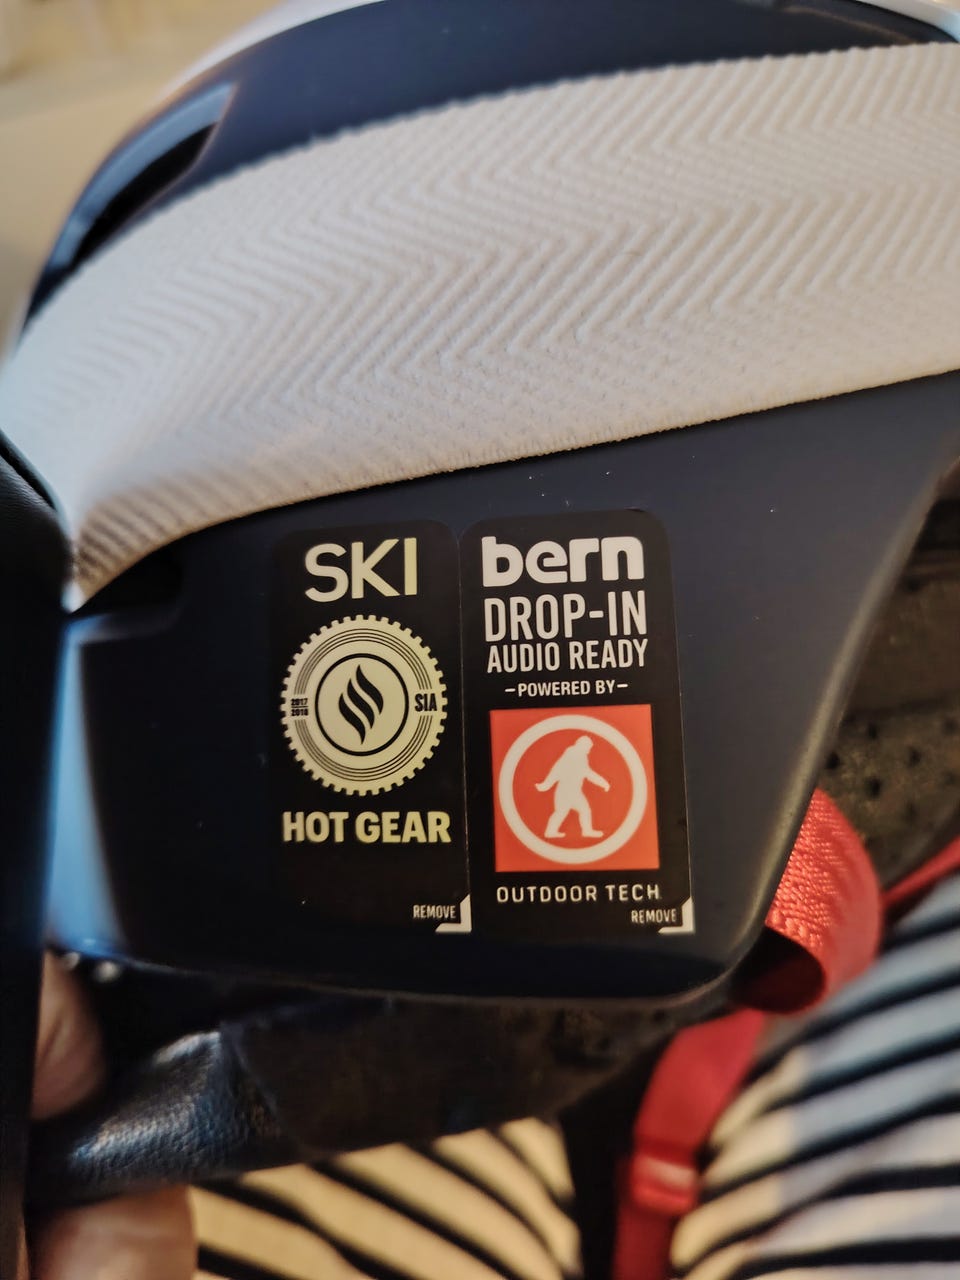 SKI
2017
2018
SIA
HOT GEAR
REMOVE
bern
DROP-IN
AUDIO READY
-POWERED BY-
OUTDOOR TECH
REMOVE